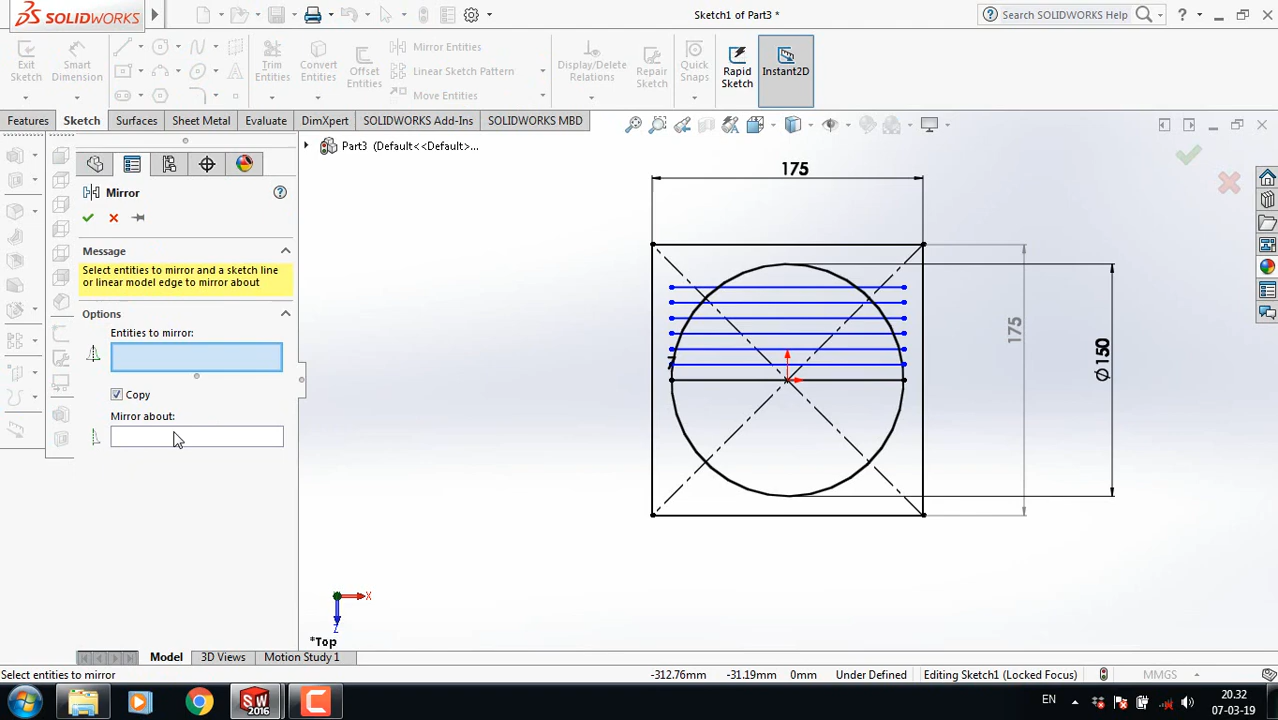 SOLIDWORKS
Sketch1 of Part3 *
Search SOLIDWORKS Help
Exit Sketch
Smart Dimension
Trim Entities
Convert Entities
Offset Entities
Mirror Entities
Linear Sketch Pattern
Move Entities
Display/Delete Relations
Repair Sketch
Quick Snaps
Rapid Sketch
Instant2D
Features Sketch Surfaces Sheet Metal Evaluate DimXpert SOLIDWORKS Add-Ins SOLIDWORKS MBD
Part3 (Default<<Default>...
Mirror
Message
Select entities to mirror and a sketch line
or linear model edge to mirror about
Options
Entities to mirror:
Copy
Mirror about:
175
175
Ø150
X
Z
*Top
Model 3D Views Motion Study 1
Select entities to mirror -312.76mm -31.19mm 0mm Under Defined Editing Sketch1 (Locked Focus) MMGS
SW
2016
EN
20.32
07-03-19